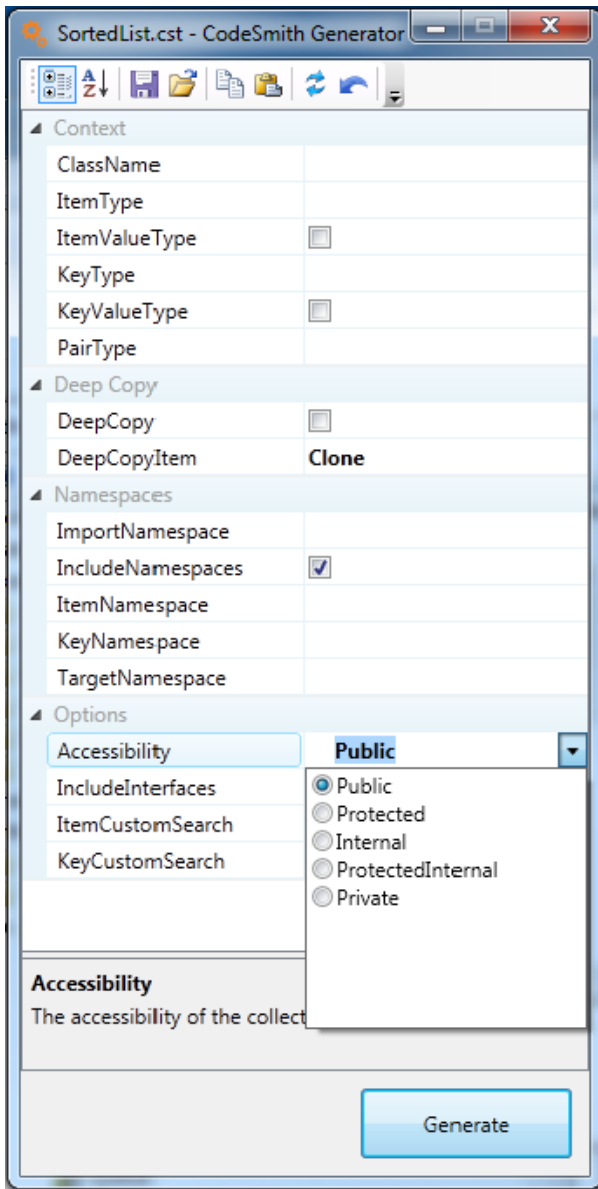 SortedList.cst - CodeSmith Generator
Context
ClassName
ItemType
ItemValueType
KeyType
KeyValueType
PairType
Deep Copy
DeepCopy
DeepCopyItem Clone
Namespaces
ImportNamespace
IncludeNamespaces
ItemNamespace
KeyNamespace
TargetNamespace
Options
Accessibility Public
IncludeInterfaces
ItemCustomSearch
KeyCustomSearch
Public
Protected
Internal
ProtectedInternal
Private
Accessibility
The accessibility of the collect
Generate